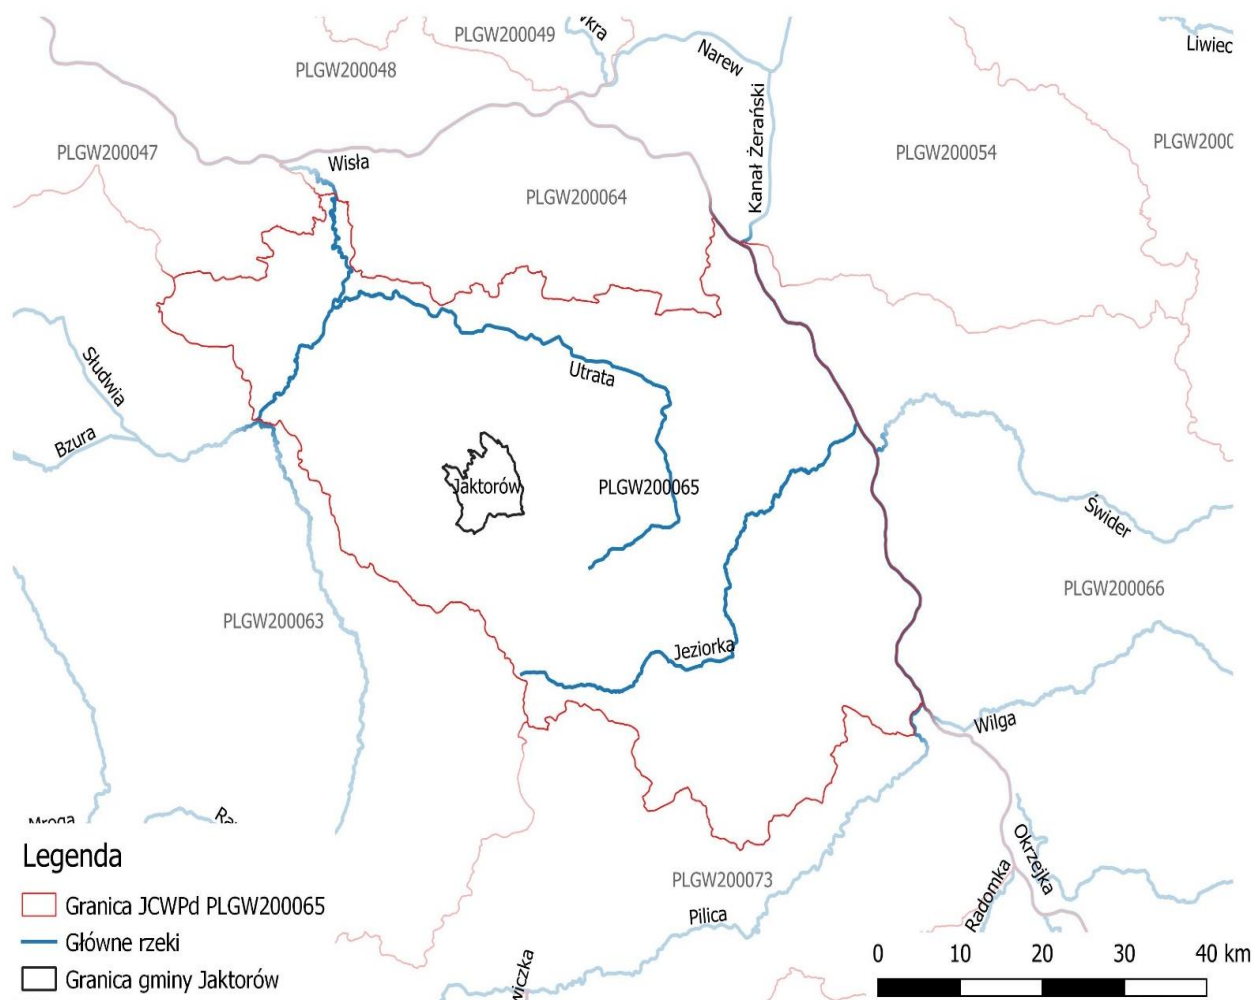 PLGW200049
Narew
Liwiec
PLGW200048
Kanał Żerański
PLGW200047
Wisła
PLGW200054
PLGW200064
Słudwia
Utrata
Bzura
Jaktorów
PLGW200065
Świder
PLGW200063
PLGW200066
Jeziorka
Wilga
PLGW200073
Okrzejka
Radomka
Pilica
Legenda
Granica JCWPd PLGW200065
Główne rzeki
Granica gminy Jaktorów
0 10 20 30 40 km